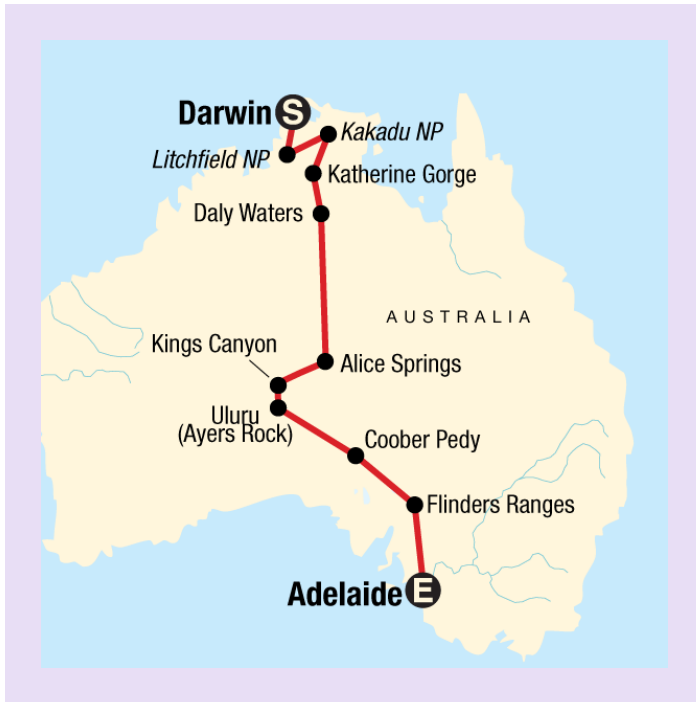 Darwin S
Kakadu NP
Litchfield NP
Katherine Gorge
Daly Waters
AUSTRALIA
Kings Canyon
Alice Springs
Uluru
(Ayers Rock)
Coober Pedy
Flinders Ranges
Adelaide E